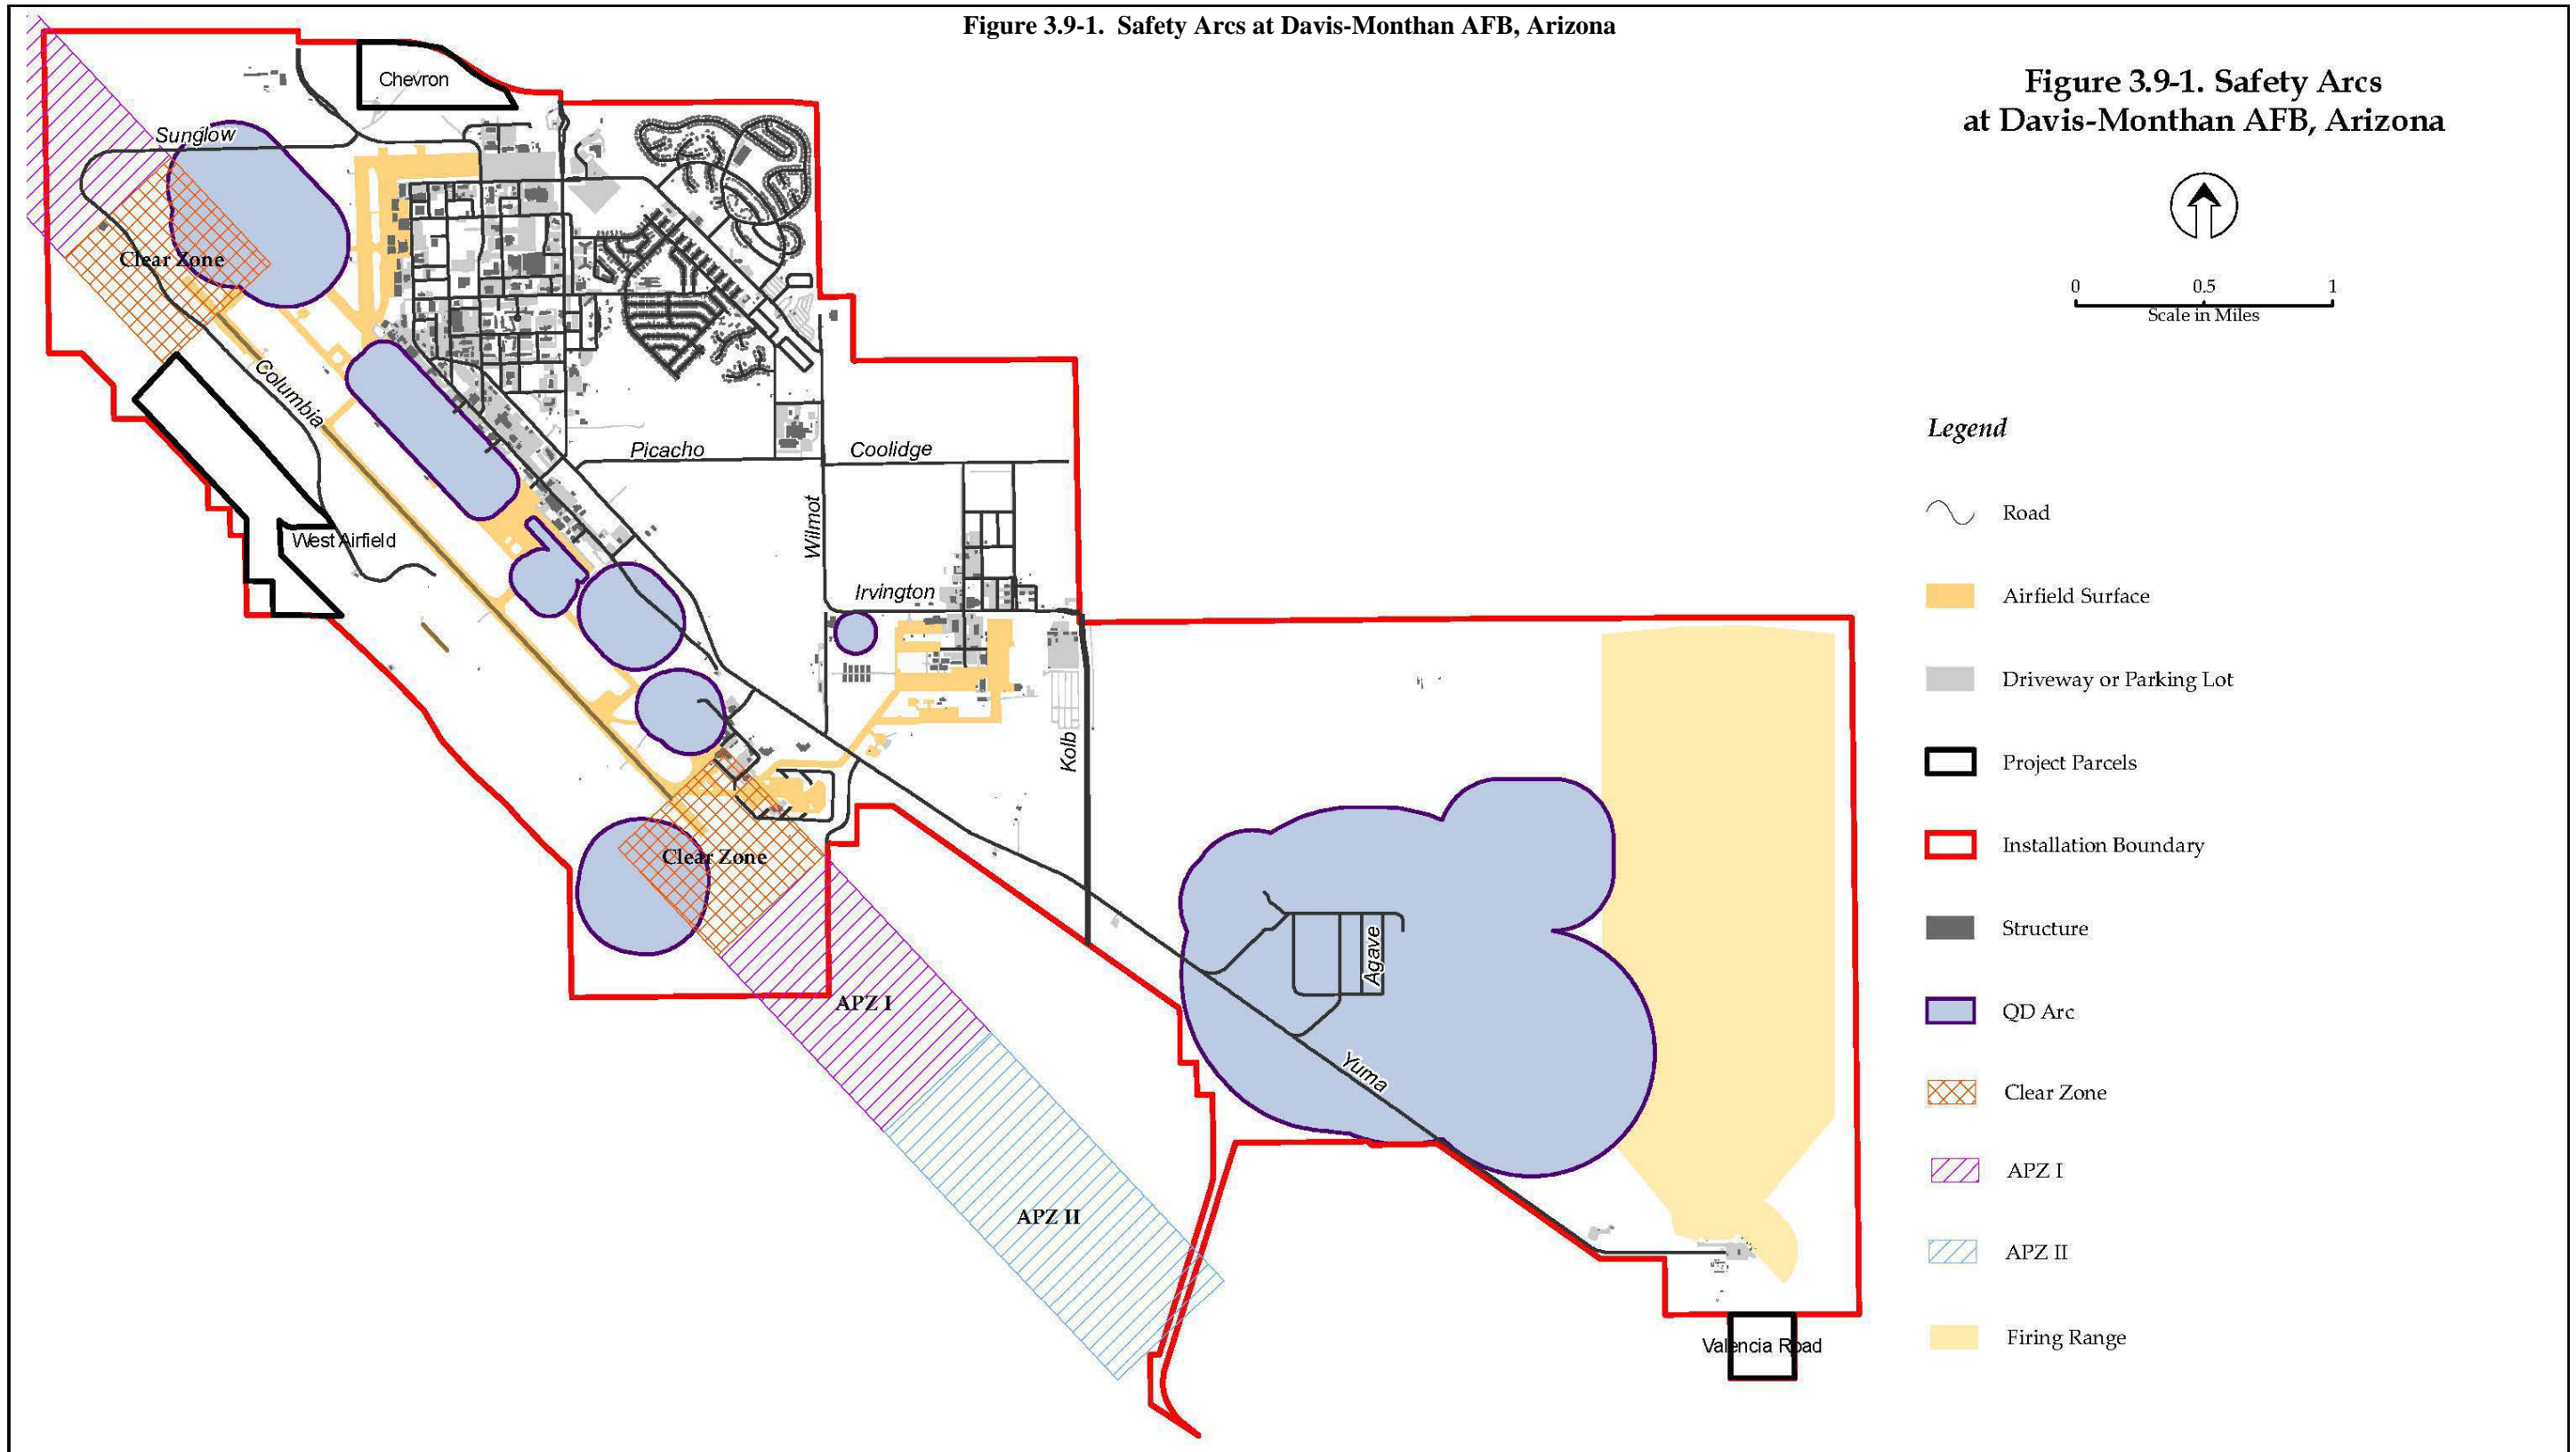 Figure 3.9-1.  Safety Arcs at Davis-Monthan AFB, Arizona
Figure 3.9-1. Safety Arcs
at Davis-Monthan AFB, Arizona
0 0.5 1
Scale in Miles
Legend
Road
Airfield Surface
Driveway or Parking Lot
Project Parcels
Installation Boundary
Structure
QD Arc
Clear Zone
APZ I
APZ II
Firing Range
Chevron
Sunglow
Clear Zone
Columbia
West Airfield
Picacho
Coolidge
Wilmot
Irvington
Kolb
Clear Zone
APZ I
APZ II
Agave
Yuma
Valencia Road